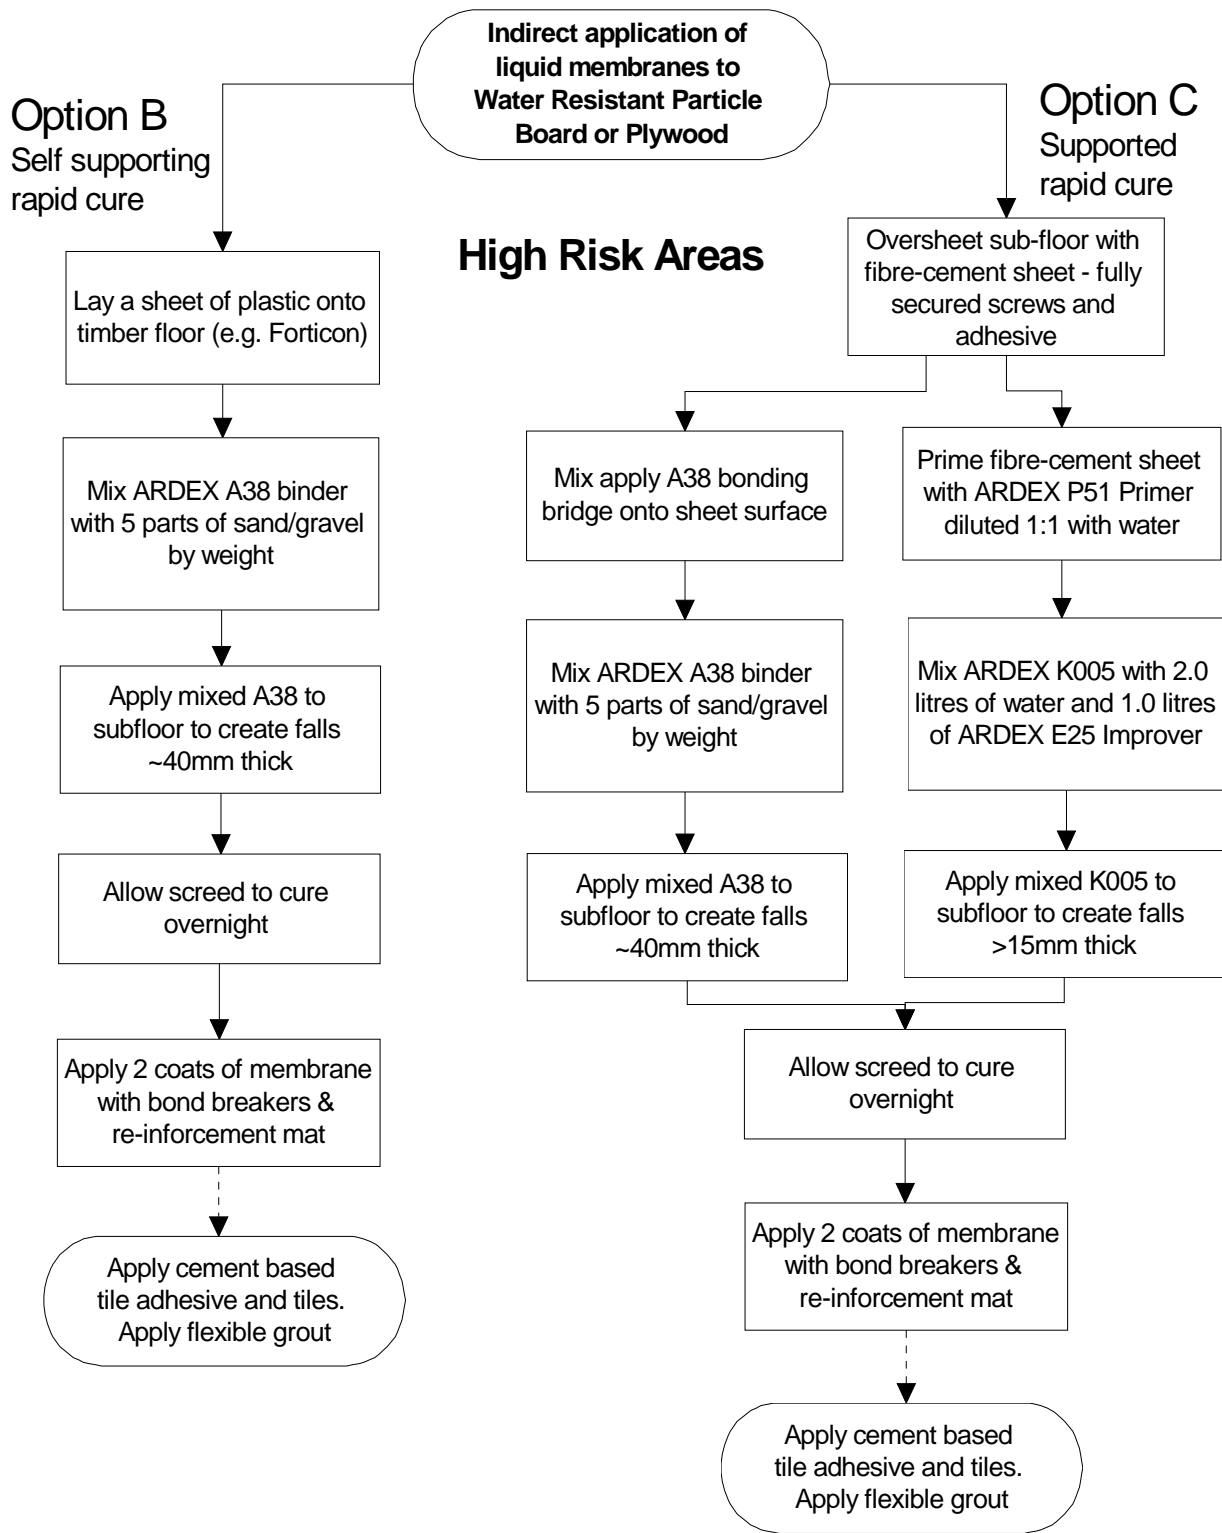 Indirect application of
liquid membranes to
Water Resistant Particle
Board or Plywood
Option B
Self supporting
rapid cure
Option C
Supported
rapid cure
High Risk Areas
Lay a sheet of plastic onto
timber floor (e.g. Forticon)
Mix ARDEX A38 binder
with 5 parts of sand/gravel
by weight
Apply mixed A38 to
subfloor to create falls
~40mm thick
Allow screed to cure
overnight
Apply 2 coats of membrane
with bond breakers &
re-inforcement mat
Apply cement based
tile adhesive and tiles.
Apply flexible grout
Oversheet sub-floor with
fibre-cement sheet - fully
secured screws and
adhesive
Mix apply A38 bonding
bridge onto sheet surface
Mix ARDEX A38 binder
with 5 parts of sand/gravel
by weight
Apply mixed A38 to
subfloor to create falls
~40mm thick
Prime fibre-cement sheet
with ARDEX P51 Primer
diluted 1:1 with water
Mix ARDEX K005 with 2.0
litres of water and 1.0 litres
of ARDEX E25 Improver
Apply mixed K005 to
subfloor to create falls
>15mm thick
Allow screed to cure
overnight
Apply 2 coats of membrane
with bond breakers &
re-inforcement mat
Apply cement based
tile adhesive and tiles.
Apply flexible grout